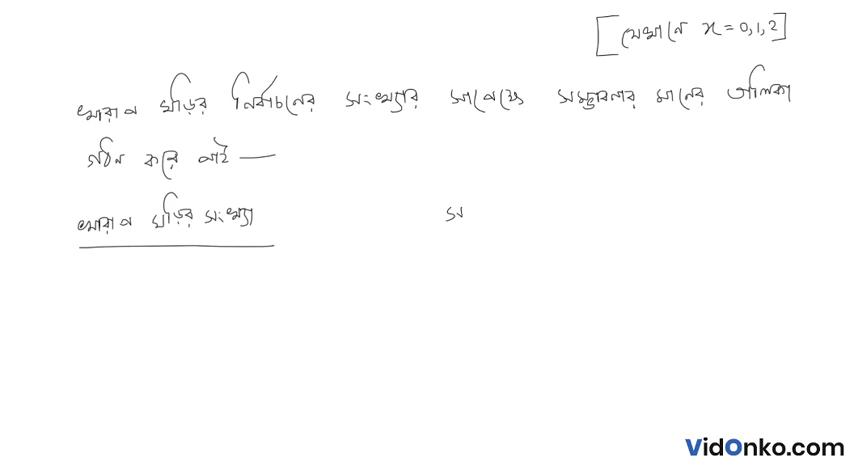 [যেখানে x = 0, 1, 2]
খারাপ ঘড়ির নির্বাচনের সংখ্যার সাপেক্ষে সম্ভাবনার মানের তালিকা
গঠন করে পাই —
খারাপ ঘড়ির সংখ্যা স
VidOnko.com